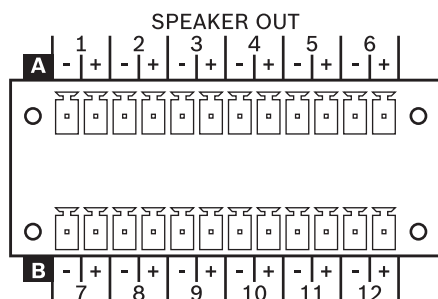 SPEAKER OUT
1 2 3 4 5 6
A - + - + - + - + - + - +
B - + - + - + - + - + - +
7 8 9 10 11 12